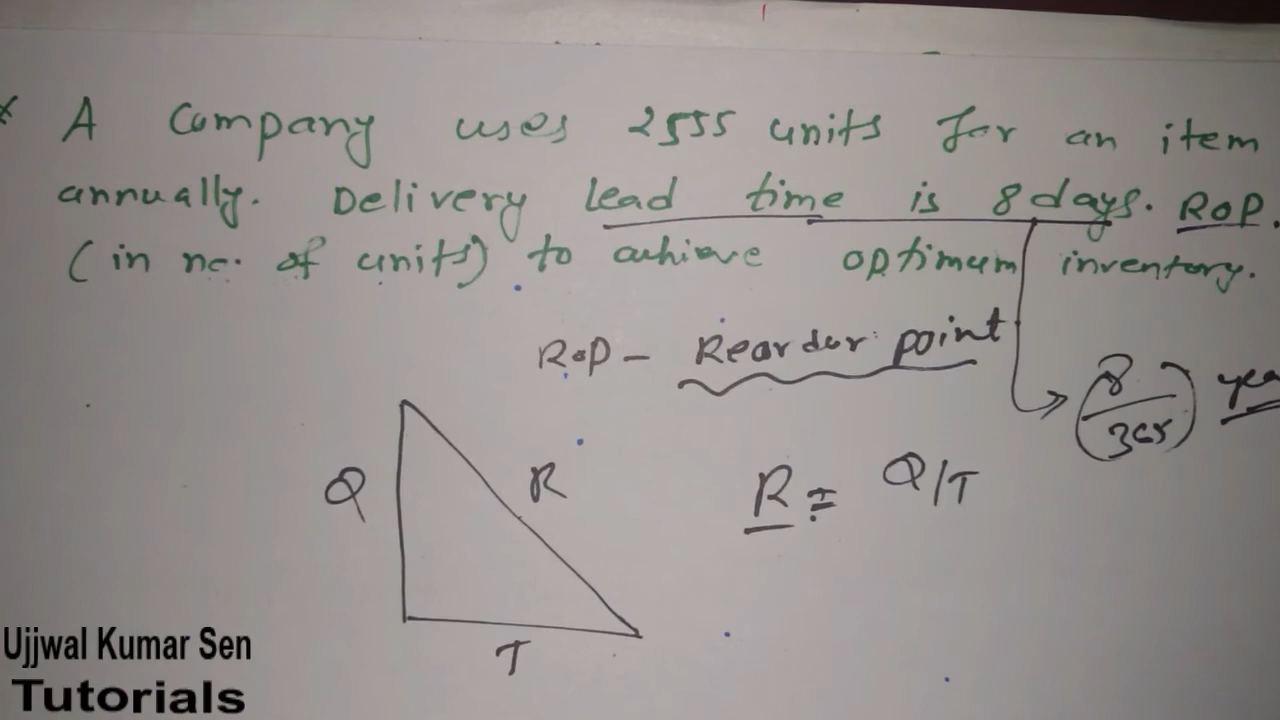 A Company uses 2555 units for an item
annually. Delivery lead time is 8 days. ROP.
(in no. of units) to achieve optimum inventory.
ROP - Reorder point
(8/365) yea
Q
R
R = Q/T
T
Ujjwal Kumar Sen
Tutorials